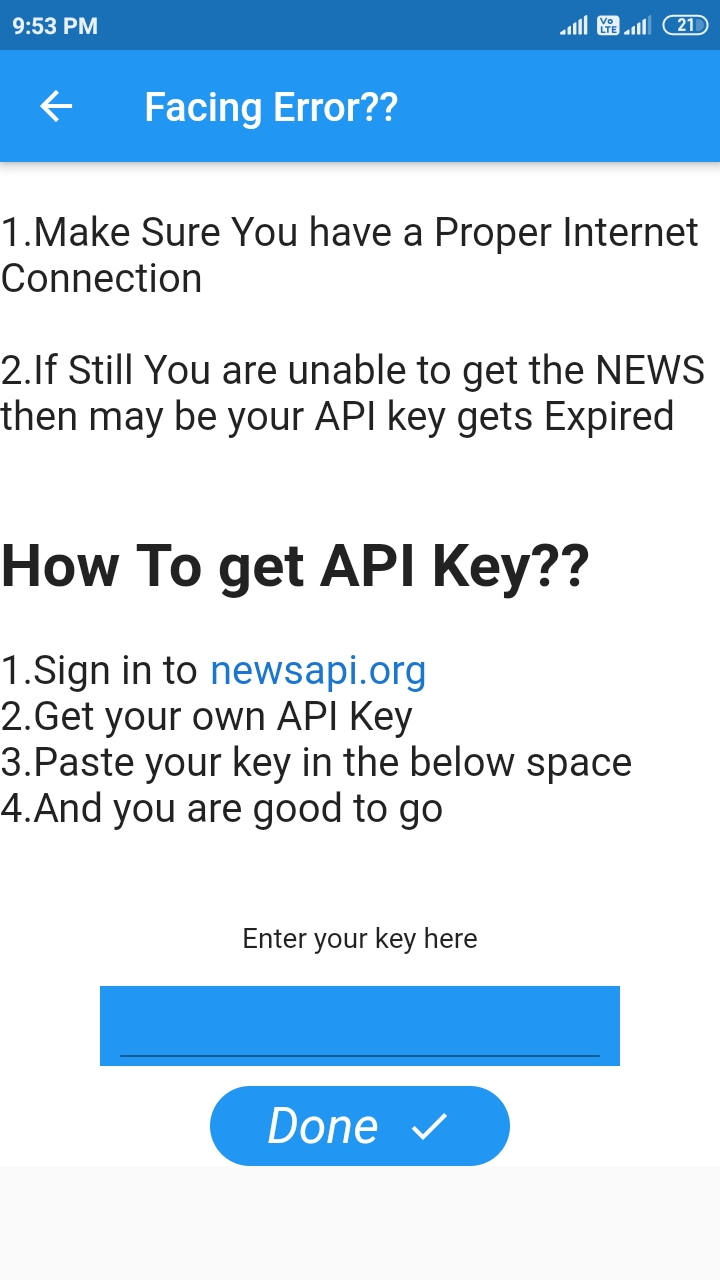 9:53 PM
Vo
LTE
21
Facing Error??
1.Make Sure You have a Proper Internet
Connection
2.If Still You are unable to get the NEWS
then may be your API key gets Expired
How To get API Key??
1.Sign in to newsapi.org
2.Get your own API Key
3.Paste your key in the below space
4.And you are good to go
Enter your key here
Done